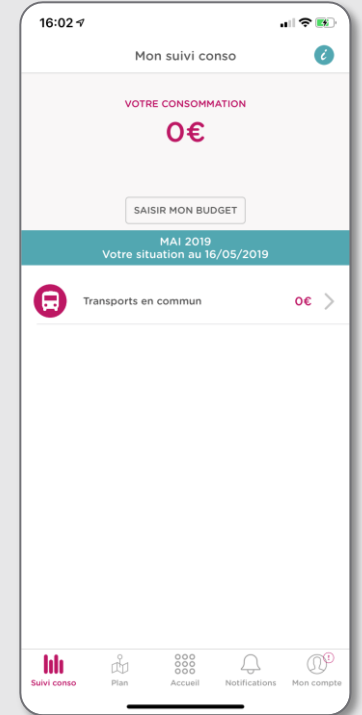 16:02
Mon suivi conso
i
VOTRE CONSOMMATION
0€
SAISIR MON BUDGET
MAI 2019
Votre situation au 16/05/2019
Transports en commun 0€
Suivi conso Plan Accueil Notifications Mon compte
!